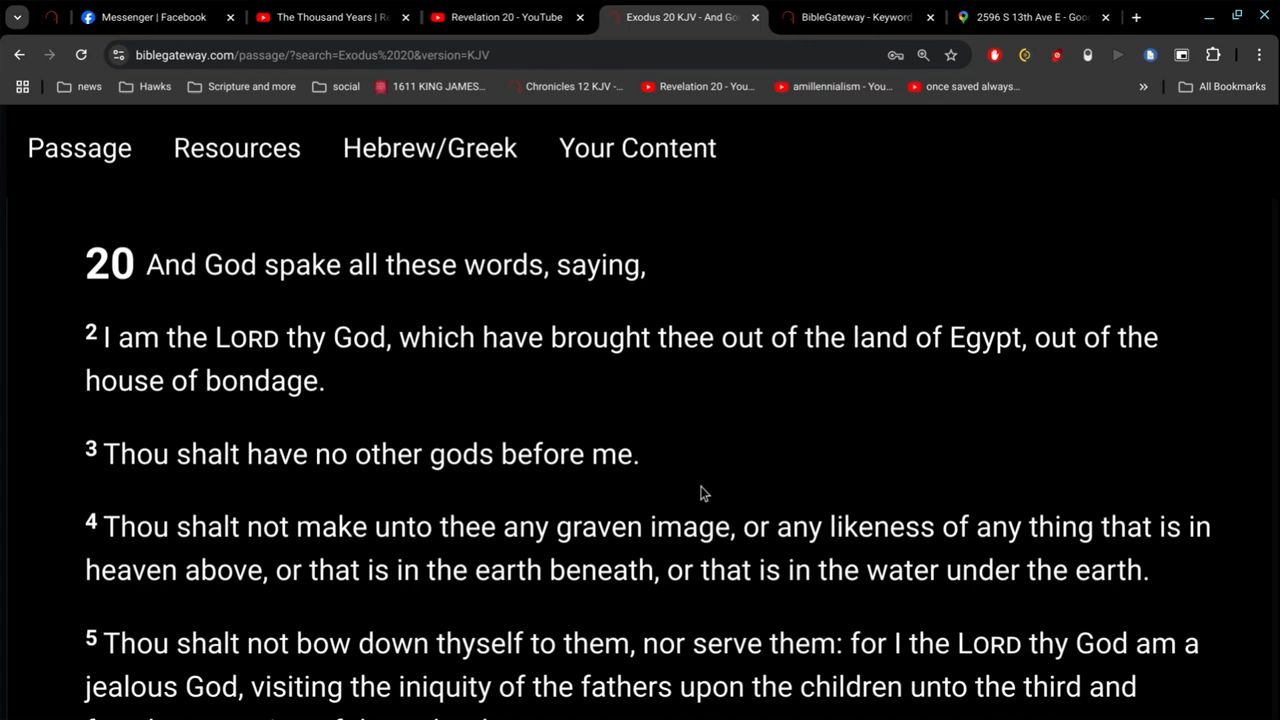 Messenger | Facebook
The Thousand Years | R
Revelation 20 - YouTube
Exodus 20 KJV - And Go
BibleGateway - Keyword
2596 S 13th Ave E - Goo
biblegateway.com/passage/?search=Exodus%2020&version=KJV
news
Hawks
Scripture and more
social
1611 KING JAMES...
Chronicles 12 KJV -...
Revelation 20 - You...
amillennialism - You...
once saved always...
All Bookmarks
Passage Resources Hebrew/Greek Your Content
20 And God spake all these words, saying,
2 I am the LORD thy God, which have brought thee out of the land of Egypt, out of the
house of bondage.
3 Thou shalt have no other gods before me.
4 Thou shalt not make unto thee any graven image, or any likeness of any thing that is in
heaven above, or that is in the earth beneath, or that is in the water under the earth.
5 Thou shalt not bow down thyself to them, nor serve them: for I the LORD thy God am a
jealous God, visiting the iniquity of the fathers upon the children unto the third and